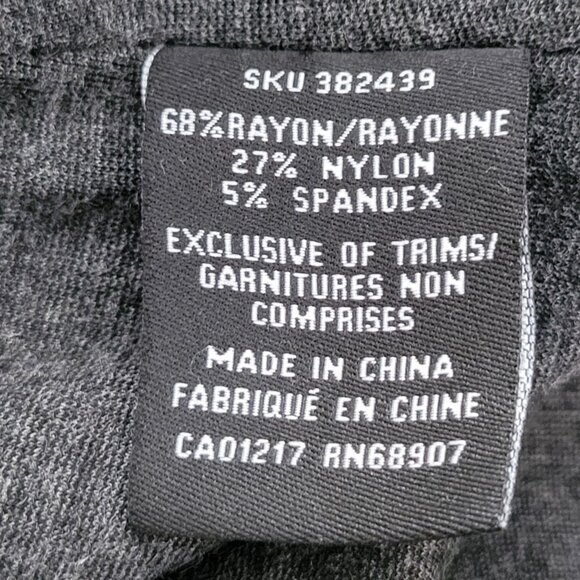 SKU 382439
68%RAYON/RAYONNE
27% NYLON
5% SPANDEX
EXCLUSIVE OF TRIMS/
GARNITURES NON
COMPRISES
MADE IN CHINA
FABRIQUÉ EN CHINE
CA01217 RN68907